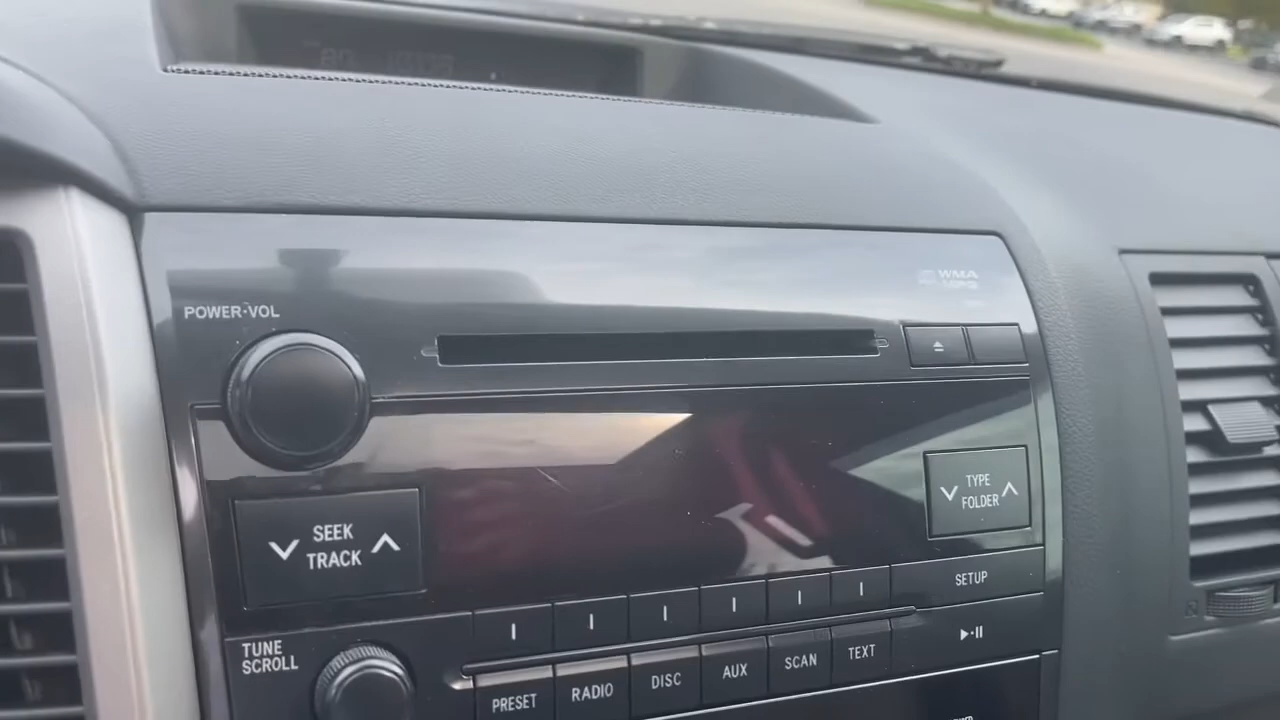 POWER·VOL
WMA
SEEK
TRACK
TYPE
FOLDER
SETUP
TUNE
SCROLL
PRESET
RADIO
DISC
AUX
SCAN
TEXT